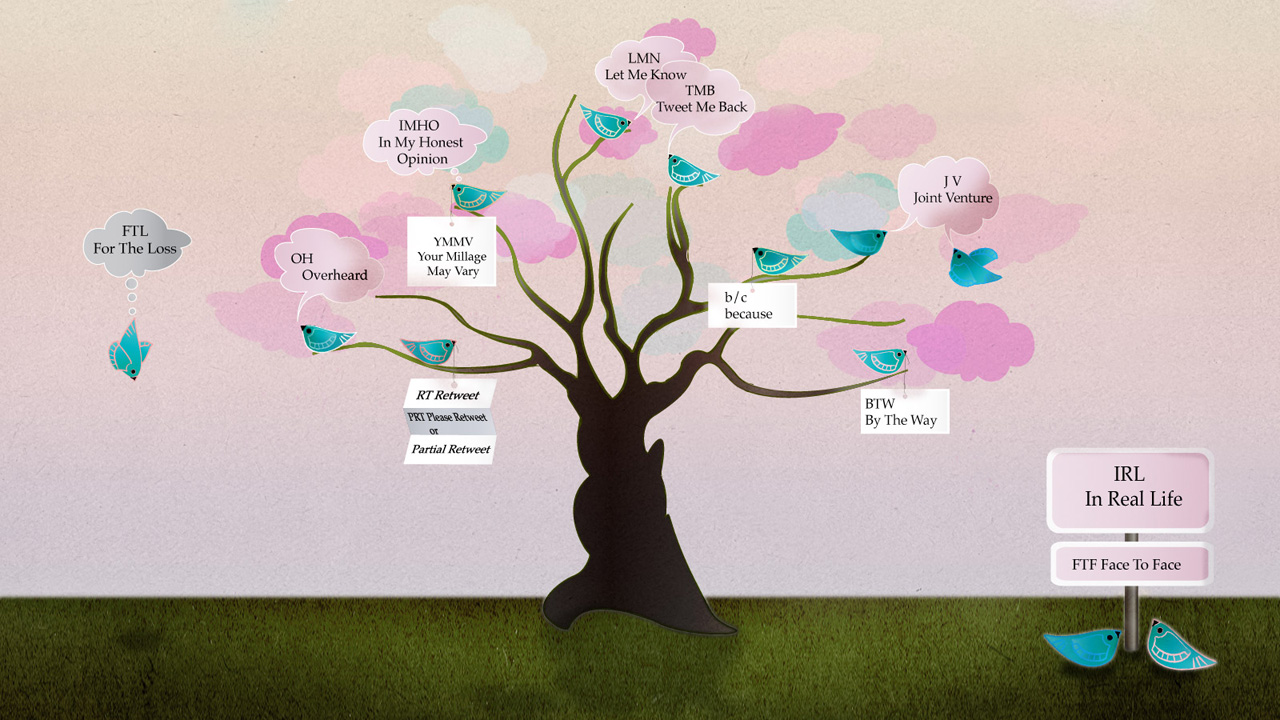 LMN
Let Me Know
TMB
Tweet Me Back
IMHO
In My Honest
Opinion
J V
Joint Venture
FTL
For The Loss
OH
Overheard
YMMV
Your Millage
May Vary
b/c
because
RT Retweet
PRT Please Retweet
or
Partial Retweet
BTW
By The Way
IRL
In Real Life
FTF Face To Face